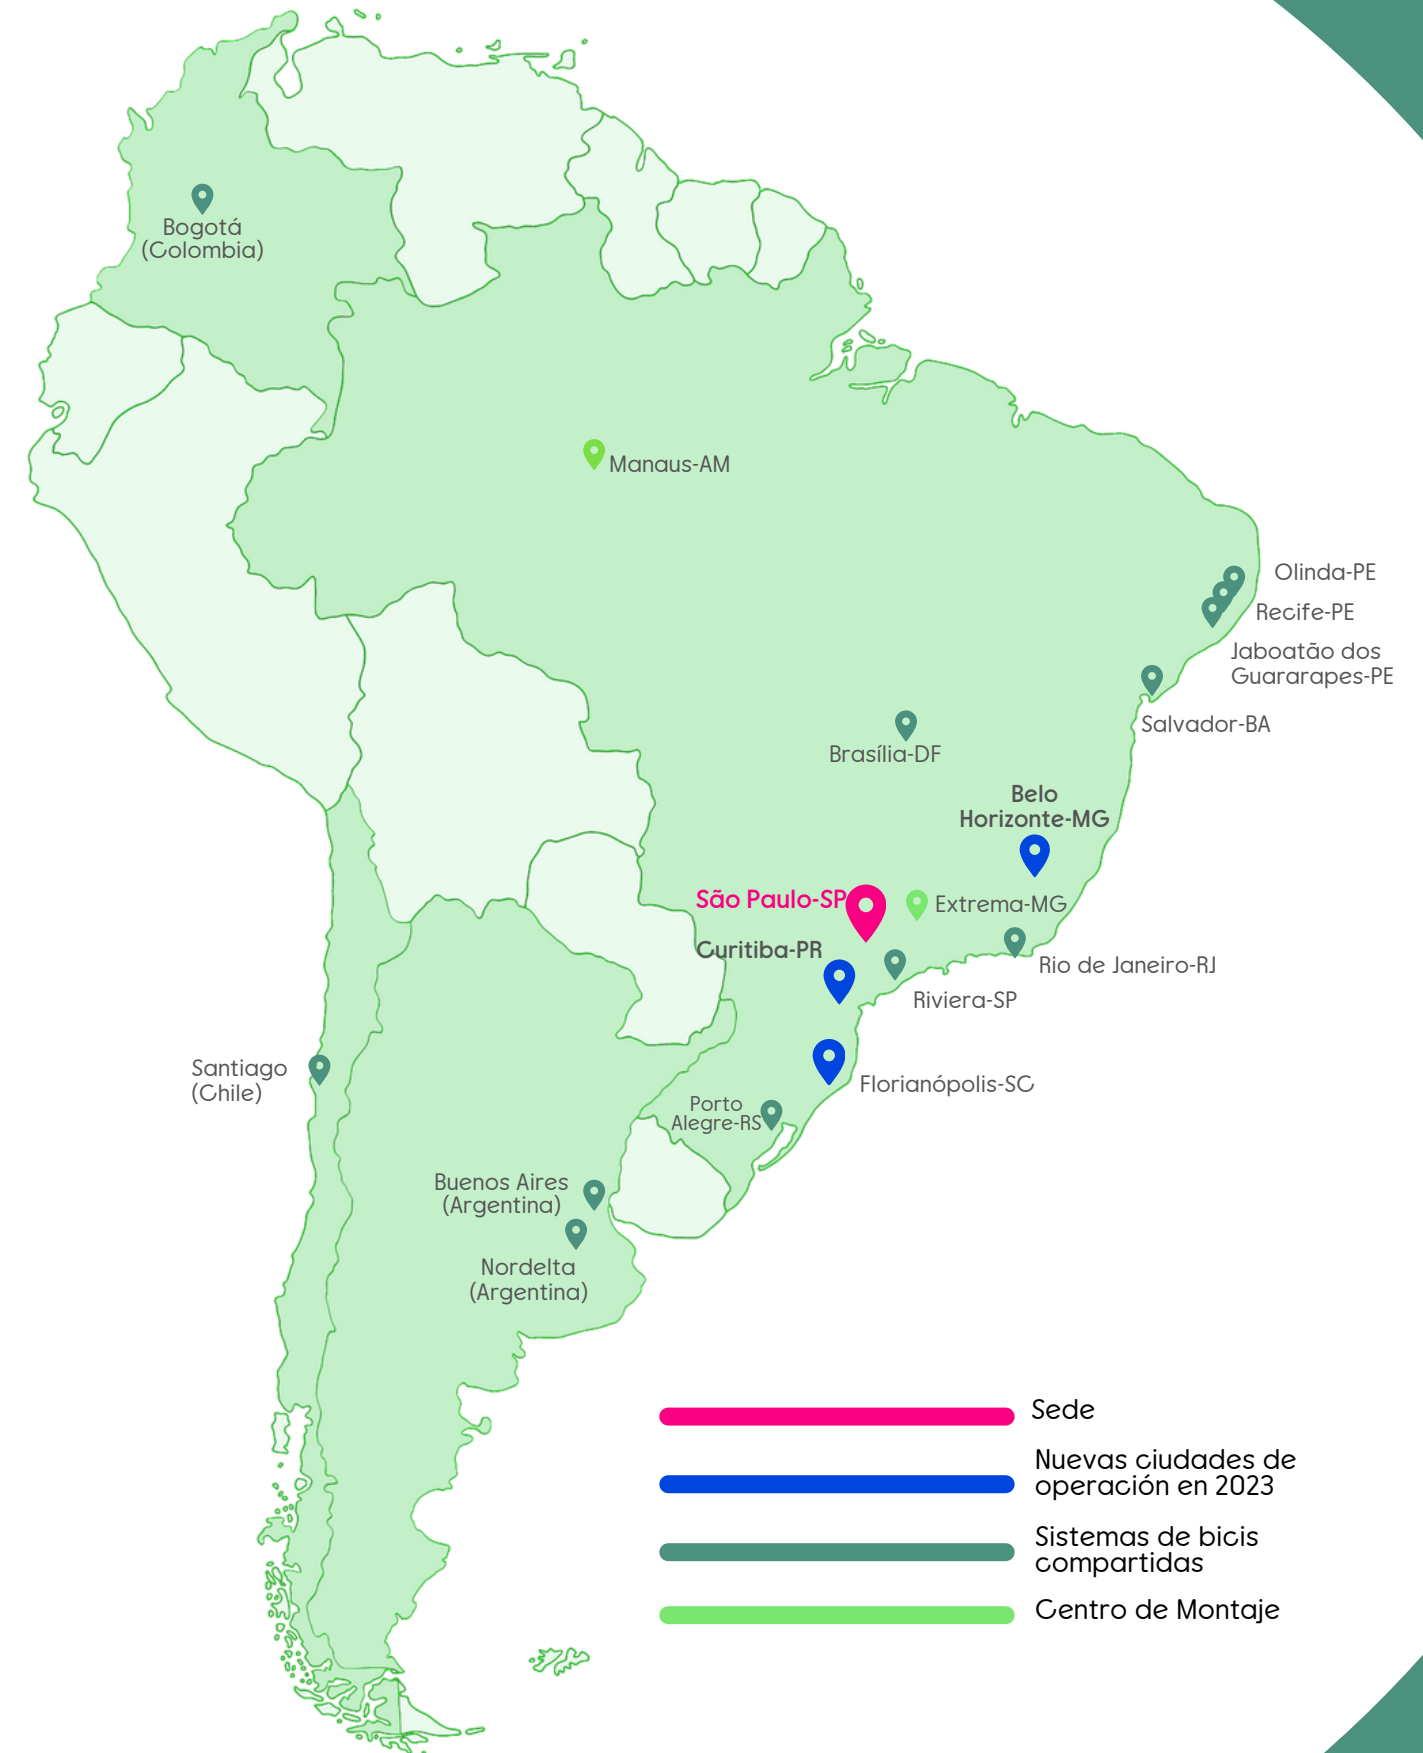 Bogotá
(Colombia)
Manaus-AM
Olinda-PE
Recife-PE
Jaboatão dos
Guararapes-PE
Salvador-BA
Brasília-DF
Belo
Horizonte-MG
São Paulo-SP
Extrema-MG
Curitiba-PR
Rio de Janeiro-RJ
Riviera-SP
Santiago
(Chile)
Florianópolis-SC
Porto
Alegre-RS
Buenos Aires
(Argentina)
Nordelta
(Argentina)
Sede
Nuevas ciudades de
operación en 2023
Sistemas de bicis
compartidas
Centro de Montaje